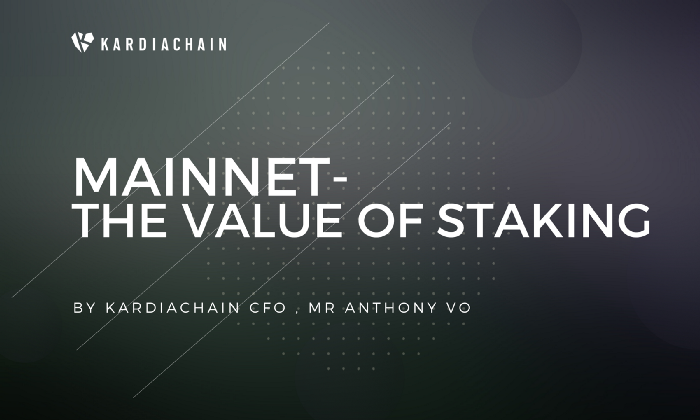 KARDIACHAIN
MAINNET-
THE VALUE OF STAKING
BY KARDIACHAIN CFO , MR ANTHONY VO